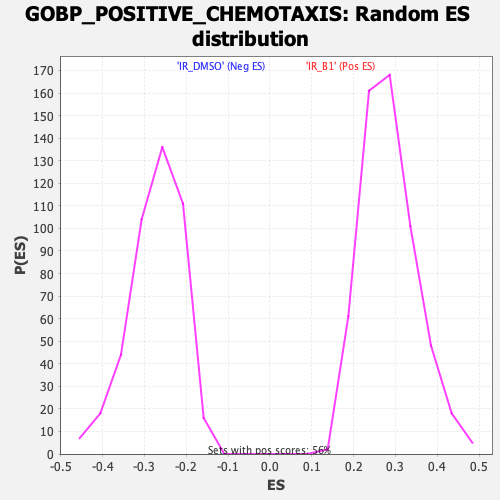 GOBP_POSITIVE_CHEMOTAXIS: Random ES
distribution
'IR_DMSO' (Neg ES) 'IR_B1' (Pos ES)
170
160
150
140
130
120
110
100
90
80
70
60
50
40
30
20
10
0
P(ES)
Sets with pos scores: 56%
-0.5 -0.4 -0.3 -0.2 -0.1 0.0 0.1 0.2 0.3 0.4 0.5
ES